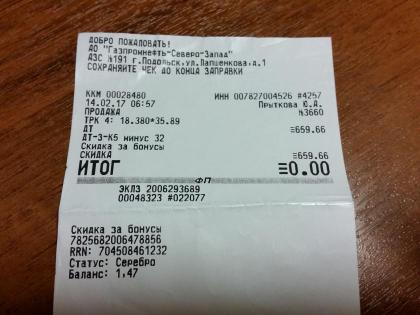 ДОБРО ПОЖАЛОВАТЬ!
АО "Газпромнефть-Северо-Запад"
АЗС №191 г.Подольск,ул.Лапшенкова,д.1
СОХРАНЯЙТЕ ЧЕК ДО КОНЦА ЗАПРАВКИ
ККМ 00028480 ИНН 007827004526 #4257
14.02.17 06:57 Прыткова Ю.А.
ПРОДАЖА №3660
ТРК 4: 18.380*35.89
ДТ ≡659.66
ДТ-З-К5 минус 32
Скидка за бонусы
СКИДКА ≡659.66
ИТОГ ≡0.00
ФП
ЭКЛЗ 2006293689
00048323 #022077
Скидка за бонусы
7825682006478856
RRN: 704508461232
Статус: Серебро
Баланс: 1,47